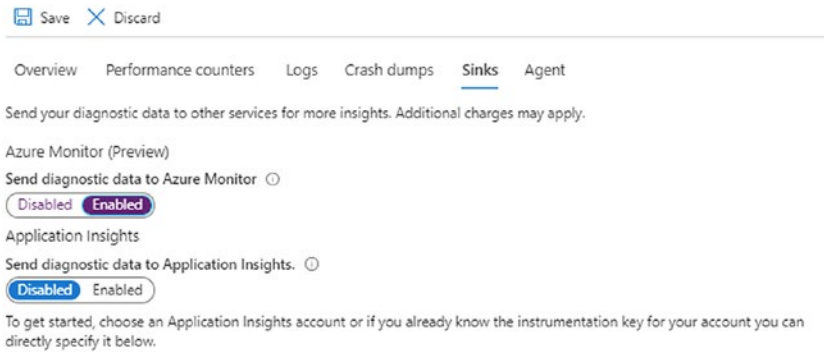 Save Discard
Overview Performance counters Logs Crash dumps Sinks Agent
Send your diagnostic data to other services for more insights. Additional charges may apply.
Azure Monitor (Preview)
Send diagnostic data to Azure Monitor
Disabled Enabled
Application Insights
Send diagnostic data to Application Insights.
Disabled Enabled
To get started, choose an Application Insights account or if you already know the instrumentation key for your account you can
directly specify it below.